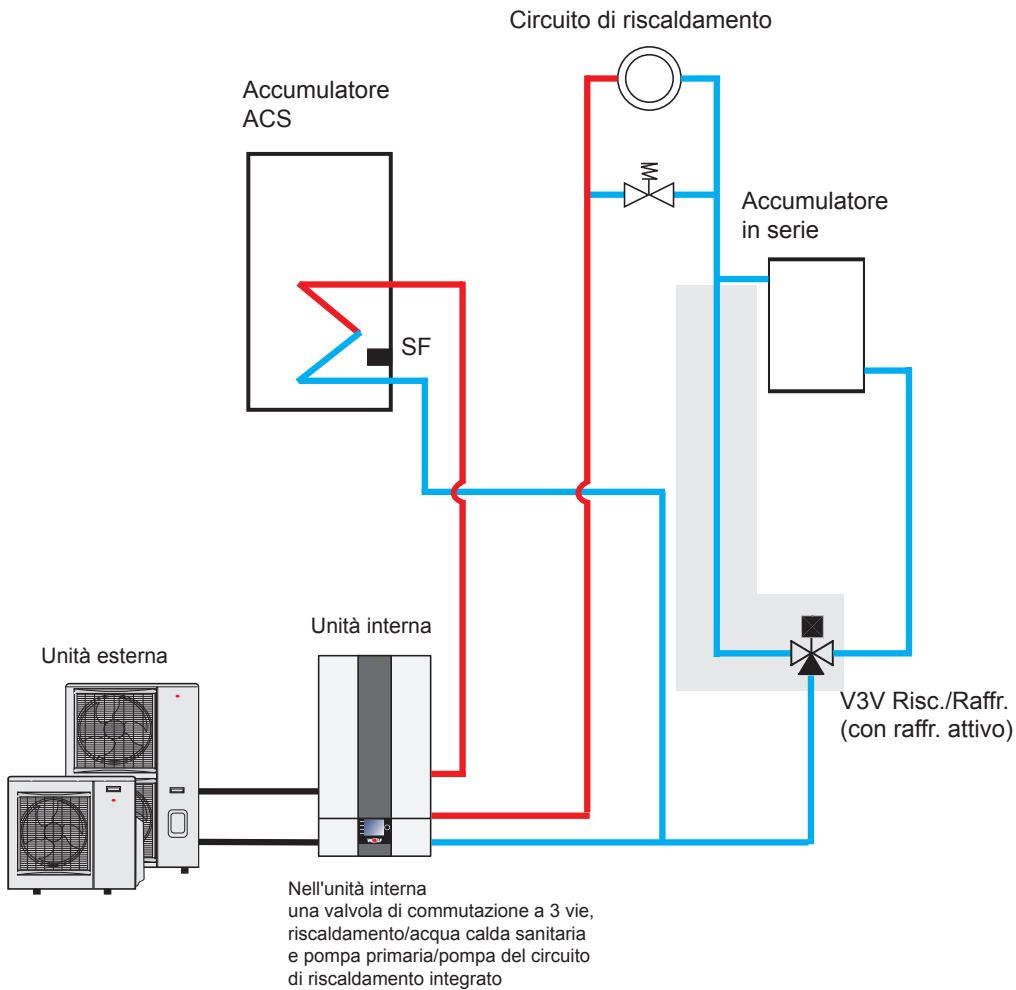 Circuito di riscaldamento
Accumulatore
ACS
Accumulatore
in serie
SF
Unità interna
Unità esterna
V3V Risc./Raffr.
(con raffr. attivo)
Nell'unità interna
una valvola di commutazione a 3 vie,
riscaldamento/acqua calda sanitaria
e pompa primaria/pompa del circuito
di riscaldamento integrato